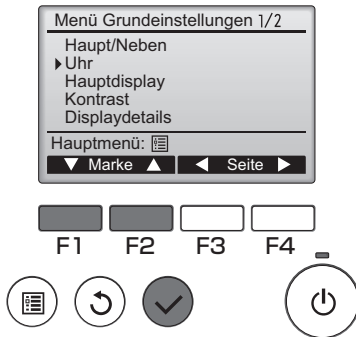 Menü Grundeinstellungen 1/2
Haupt/Neben
▶Uhr
Hauptdisplay
Kontrast
Displaydetails
Hauptmenü:
▼ Marke ▲ ◀ Seite ▶
F1 F2 F3 F4